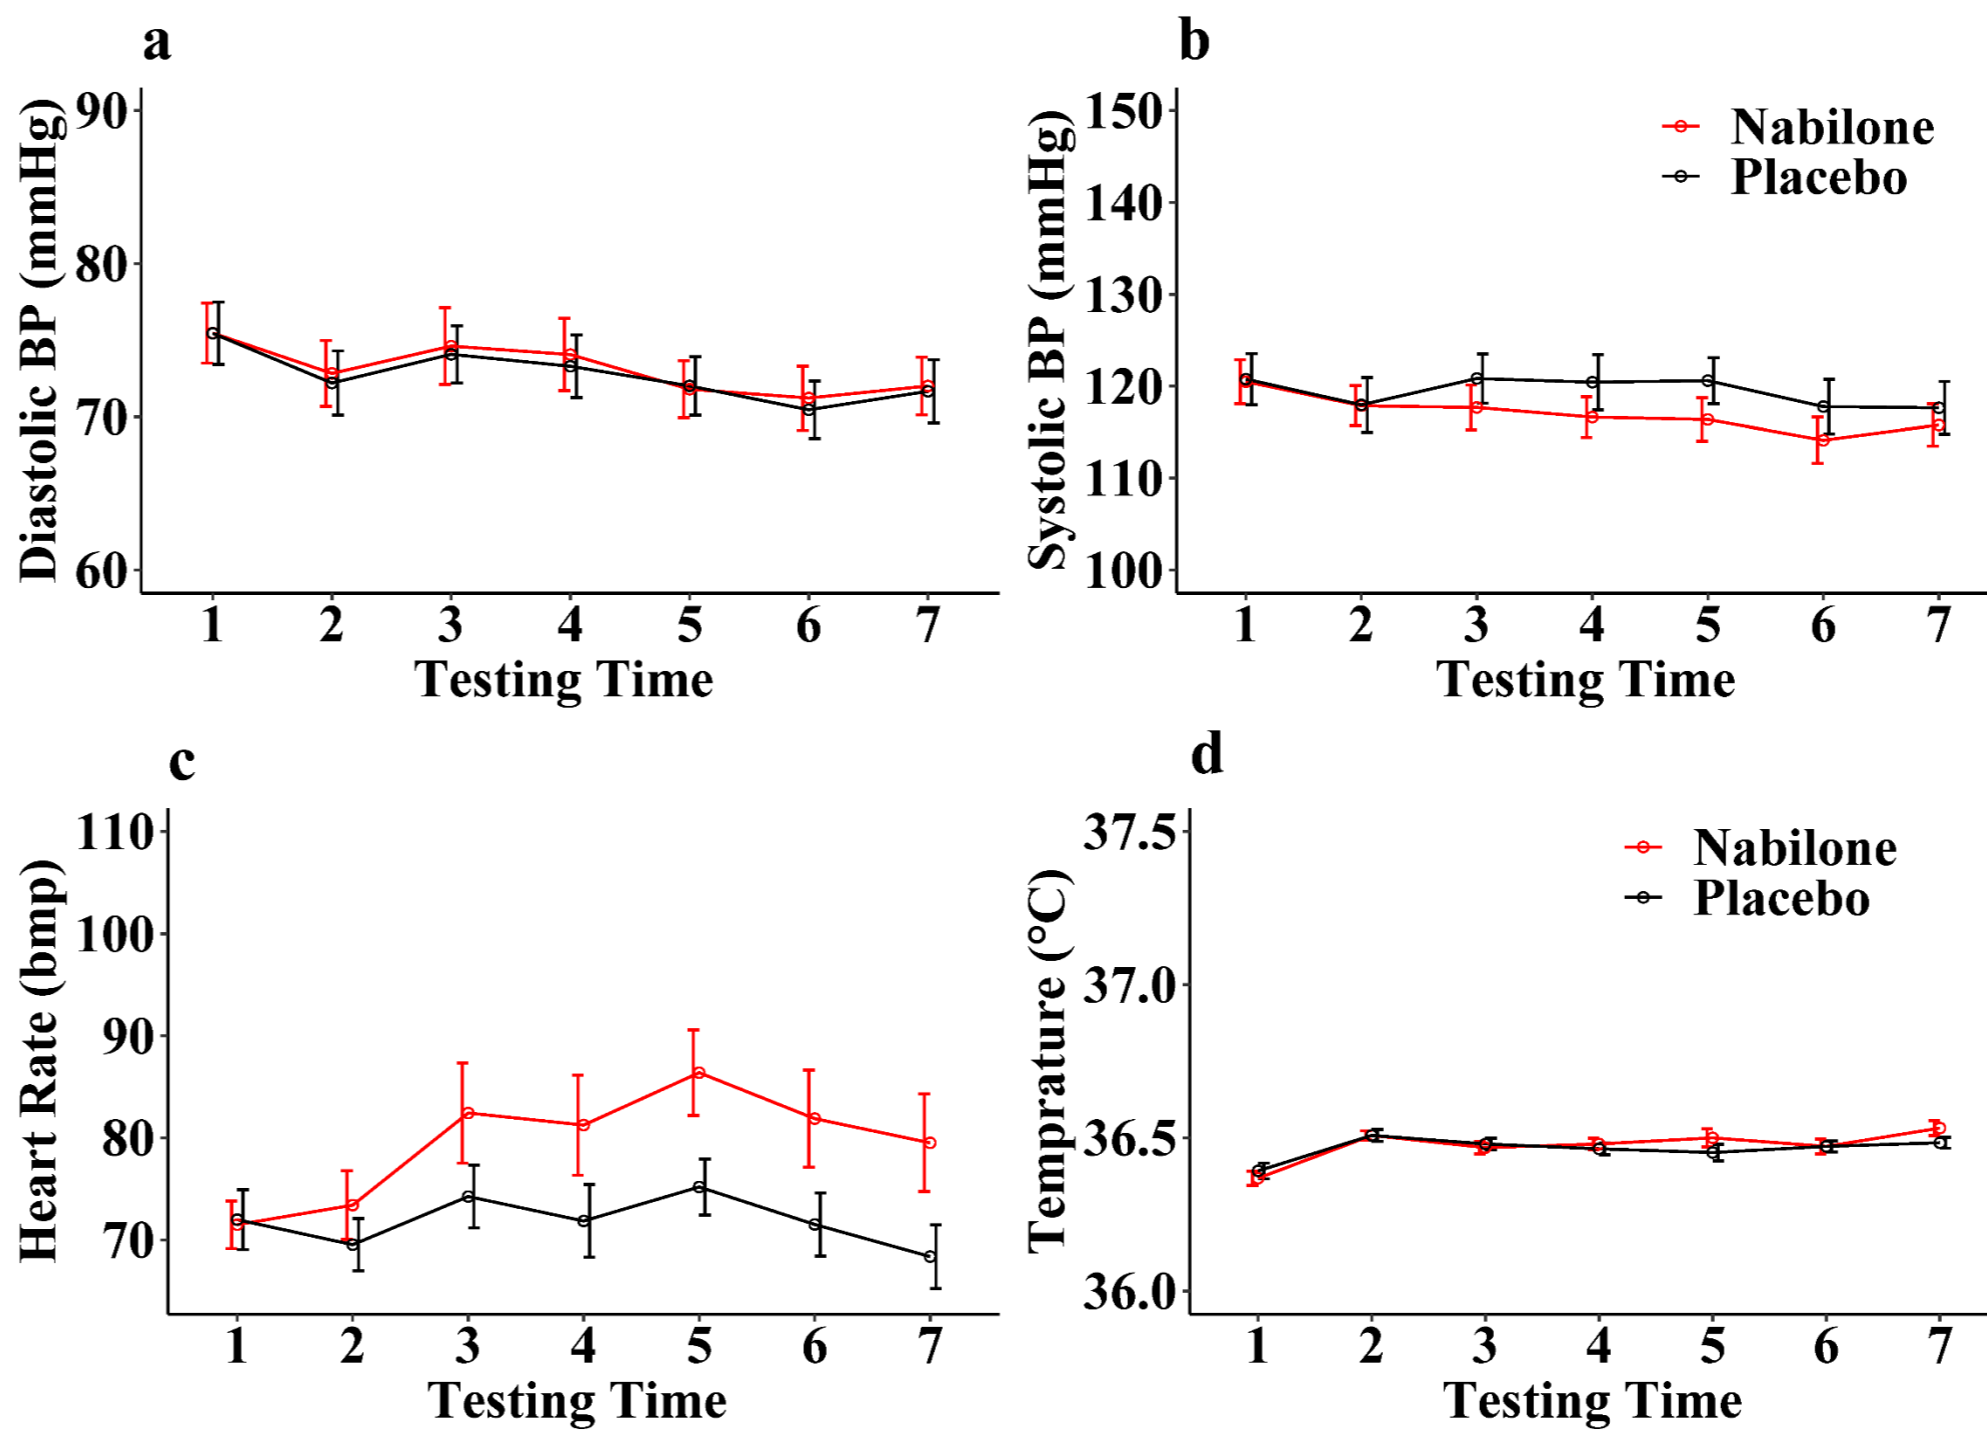 a
Diastolic BP (mmHg)
90
80
70
60
1 2 3 4 5 6 7
Testing Time
b
Systolic BP (mmHg)
150
140
130
120
110
100
Nabilone
Placebo
1 2 3 4 5 6 7
Testing Time
c
Heart Rate (bmp)
110
100
90
80
70
1 2 3 4 5 6 7
Testing Time
d
Temprature (°C)
37.5
37.0
36.5
36.0
Nabilone
Placebo
1 2 3 4 5 6 7
Testing Time